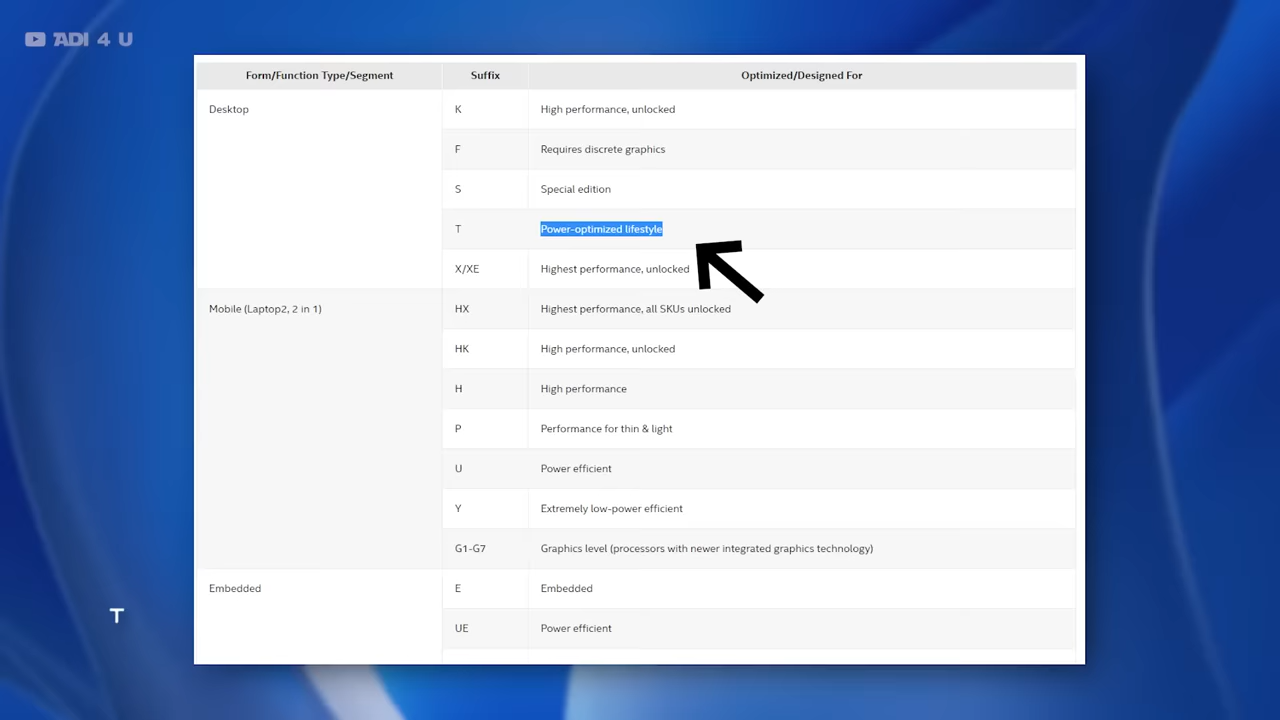 ADI 4 U
Form/Function Type/Segment Suffix Optimized/Designed For
Desktop K High performance, unlocked
F Requires discrete graphics
S Special edition
T Power-optimized lifestyle
X/XE Highest performance, unlocked
Mobile (Laptop2, 2 in 1) HX Highest performance, all SKUs unlocked
HK High performance, unlocked
H High performance
P Performance for thin & light
U Power efficient
Y Extremely low-power efficient
G1-G7 Graphics level (processors with newer integrated graphics technology)
Embedded E Embedded
T
UE Power efficient